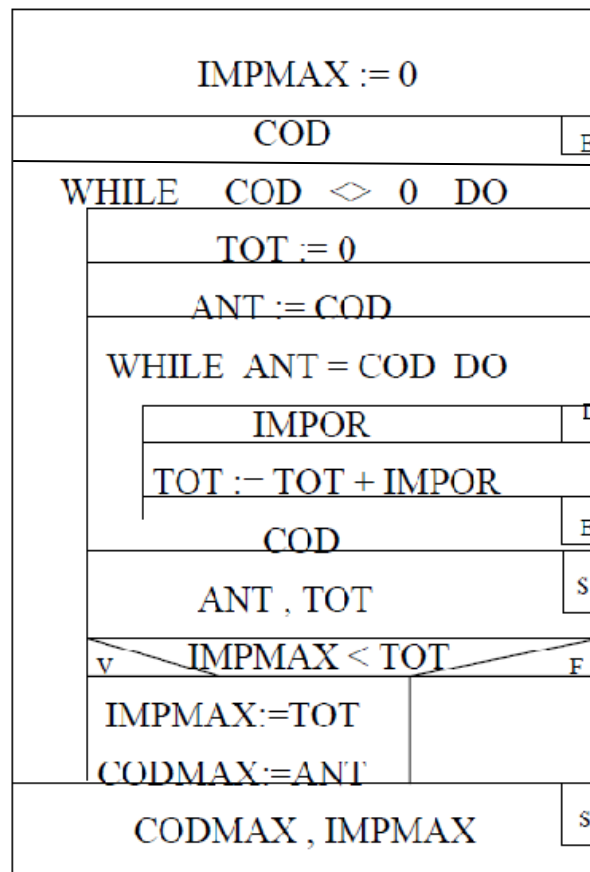 IMPMAX := 0
COD E
WHILE COD <> 0 DO
TOT := 0
ANT := COD
WHILE ANT = COD DO
IMPOR
TOT := TOT + IMPOR
COD E
ANT , TOT S
V IMPMAX < TOT F
IMPMAX:=TOT
CODMAX:=ANT
CODMAX , IMPMAX S